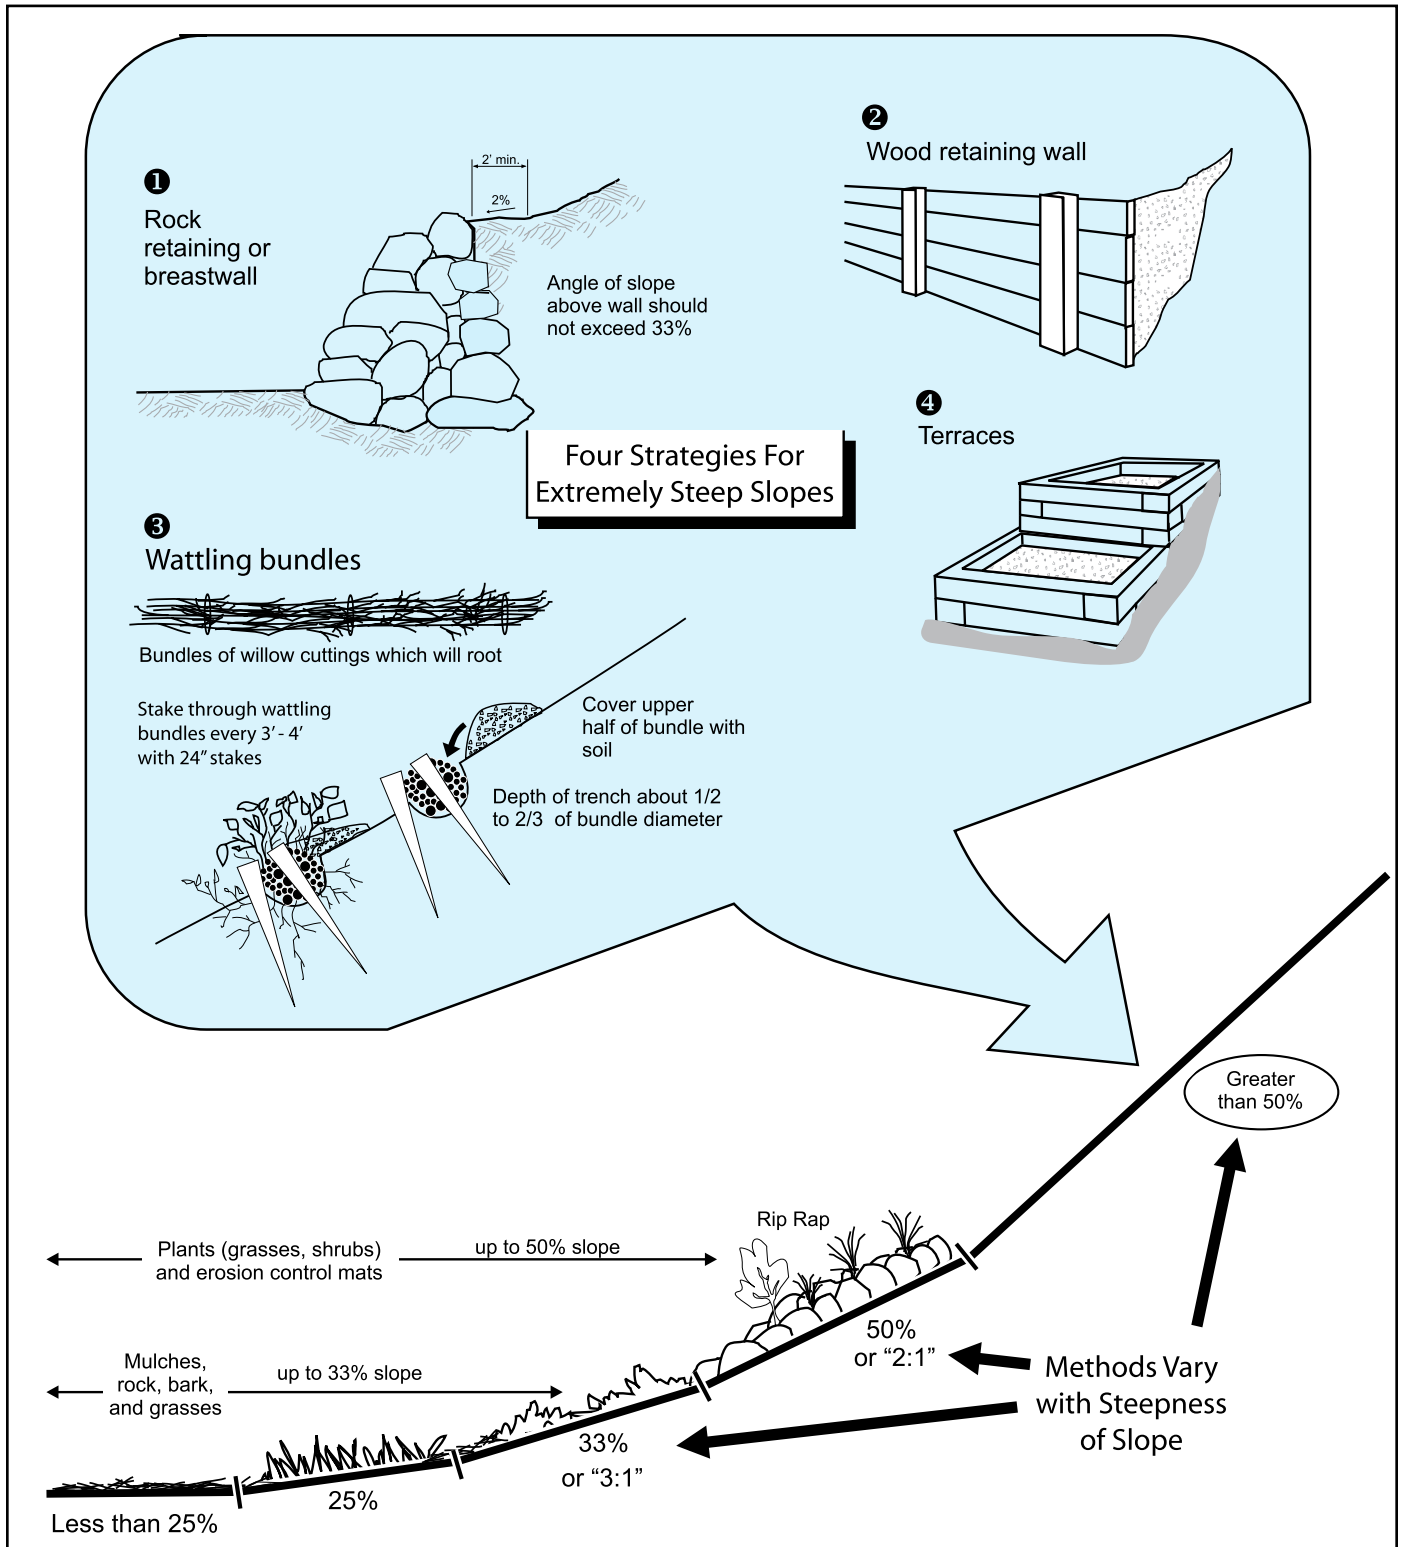 ❶
Rock
retaining or
breastwall
2' min.
2%
Angle of slope
above wall should
not exceed 33%
❷
Wood retaining wall
❹
Terraces
Four Strategies For
Extremely Steep Slopes
❸
Wattling bundles
Bundles of willow cuttings which will root
Stake through wattling
bundles every 3' - 4'
with 24" stakes
Cover upper
half of bundle with
soil
Depth of trench about 1/2
to 2/3 of bundle diameter
Greater
than 50%
Rip Rap
Plants (grasses, shrubs)
and erosion control mats
up to 50% slope
50%
or “2:1”
Mulches,
rock, bark,
and grasses
up to 33% slope
Methods Vary
with Steepness
of Slope
33%
or “3:1”
25%
Less than 25%